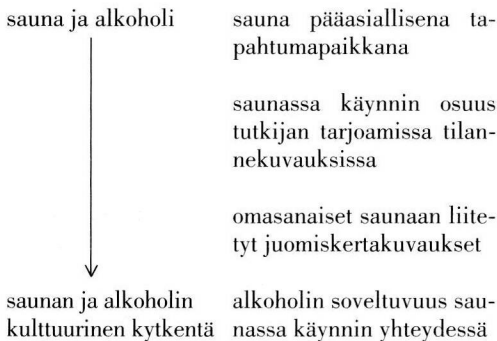 sauna ja alkoholi
sauna pääasiallisena ta-
pahtumapaikkana
saunassa käynnin osuus
tutkijan tarjoamissa tilan-
nekuvauksissa
omasanaiset saunaan liite-
tyt juomiskertakuvaukset
saunan ja alkoholin
kulttuurinen kytkentä
alkoholin soveltuvuus sau-
nassa käynnin yhteydessä